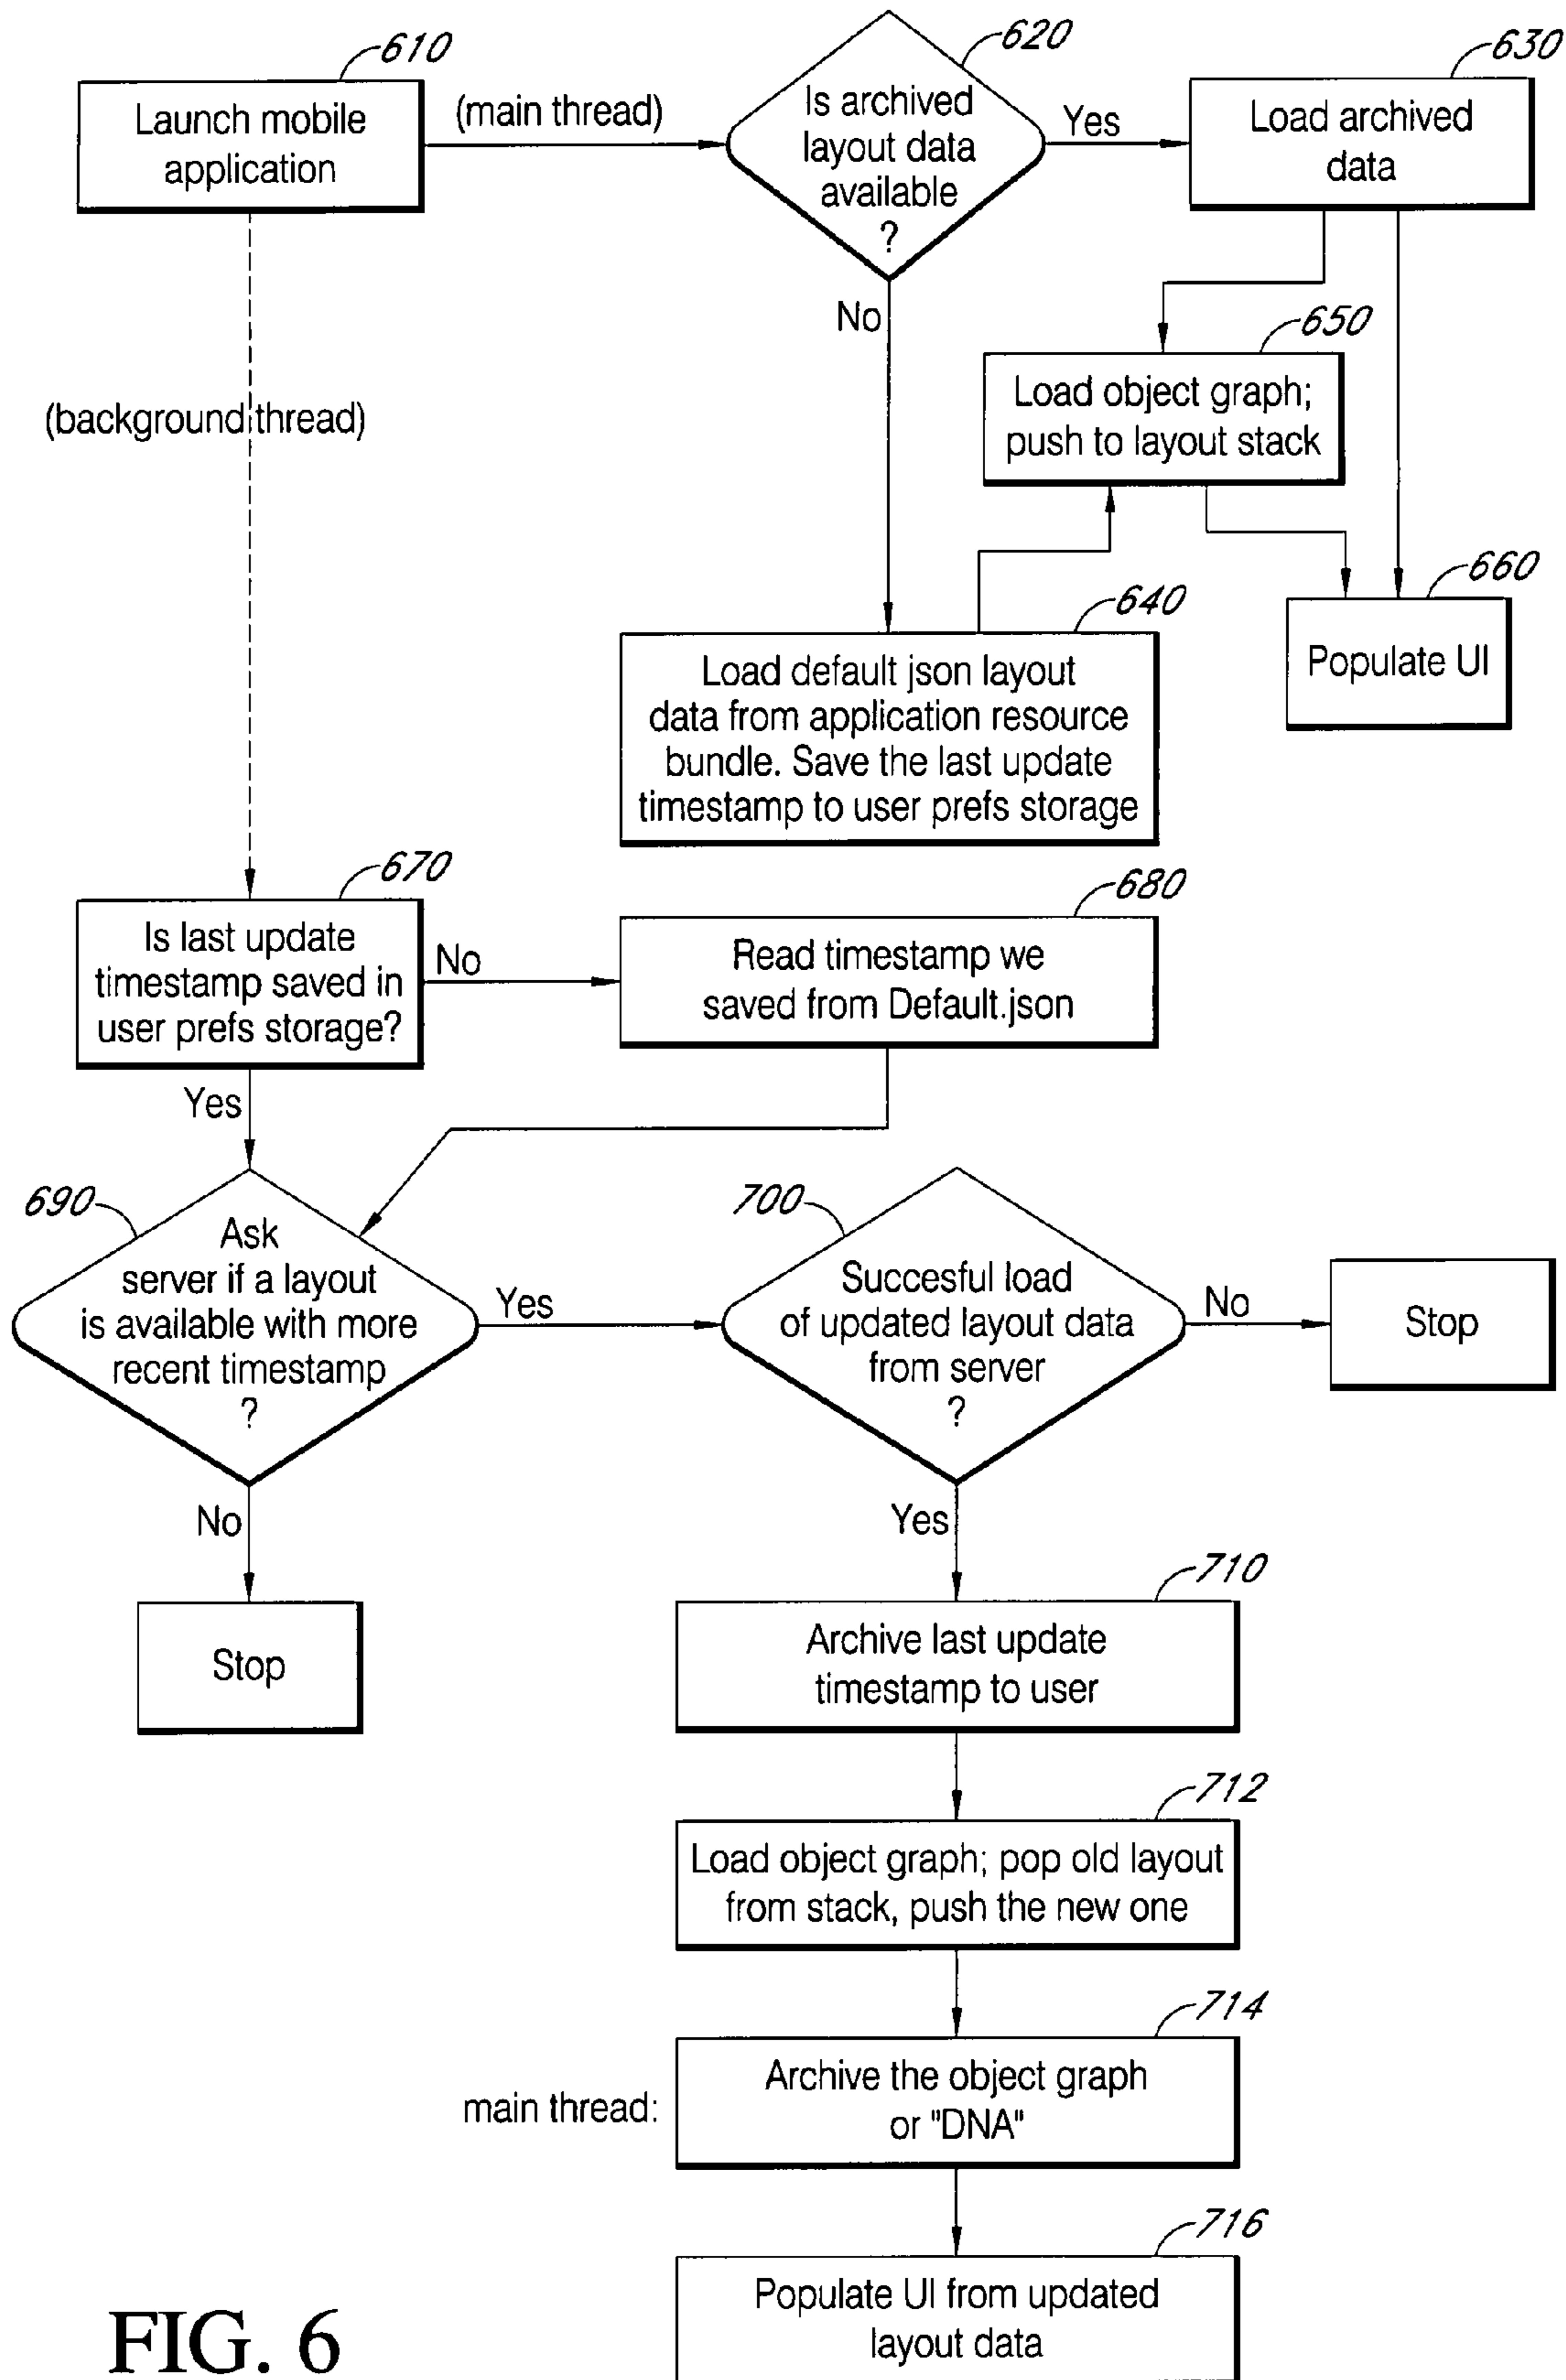 610
Launch mobile
application
(main thread)
620
Is archived
layout data
available
?
Yes
630
Load archived
data
No
650
Load object graph;
push to layout stack
(background thread)
660
Populate UI
640
Load default json layout
data from application resource
bundle. Save the last update
timestamp to user prefs storage
670
Is last update
timestamp saved in
user prefs storage?
No
680
Read timestamp we
saved from Default.json
Yes
690
Ask
server if a layout
is available with more
recent timestamp
?
Yes
700
Succesful load
of updated layout data
from server
?
No
Stop
No
Stop
Yes
710
Archive last update
timestamp to user
712
Load object graph; pop old layout
from stack, push the new one
714
main thread:
Archive the object graph
or "DNA"
716
Populate UI from updated
layout data
FIG. 6